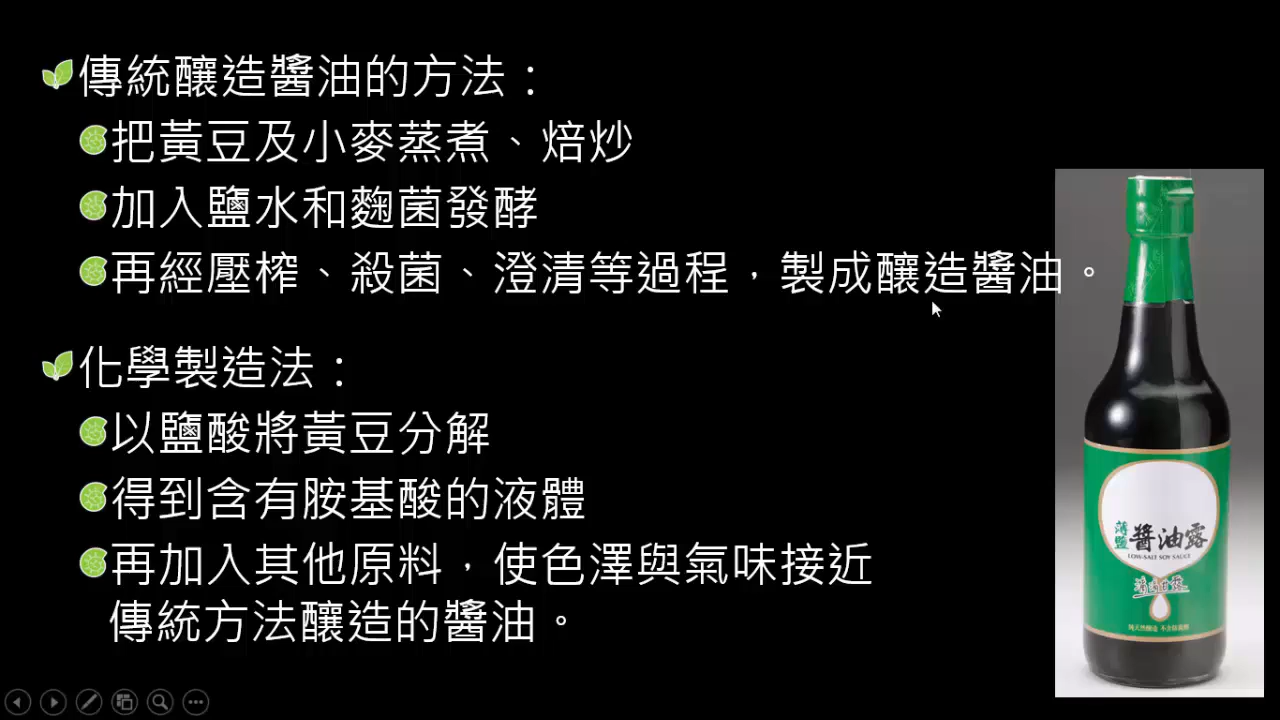 傳統釀造醬油的方法：
把黃豆及小麥蒸煮、焙炒
加入鹽水和麴菌發酵
再經壓榨、殺菌、澄清等過程，製成釀造醬油。
化學製造法：
以鹽酸將黃豆分解
得到含有胺基酸的液體
再加入其他原料，使色澤與氣味接近
傳統方法釀造的醬油。
薄鹽
醬油露
LOW-SALT SOY SAUCE